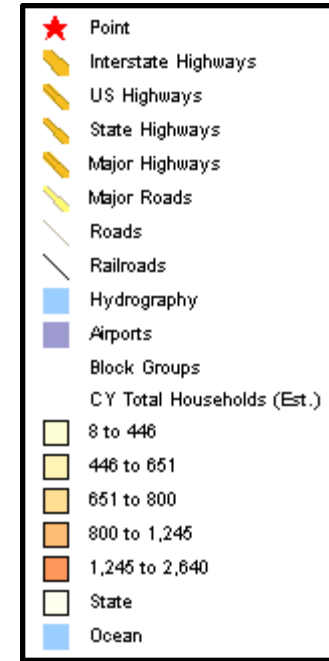 Point
Interstate Highways
US Highways
State Highways
Major Highways
Major Roads
Roads
Railroads
Hydrography
Airports
Block Groups
CY Total Households (Est.)
8 to 446
446 to 651
651 to 800
800 to 1,245
1,245 to 2,640
State
Ocean